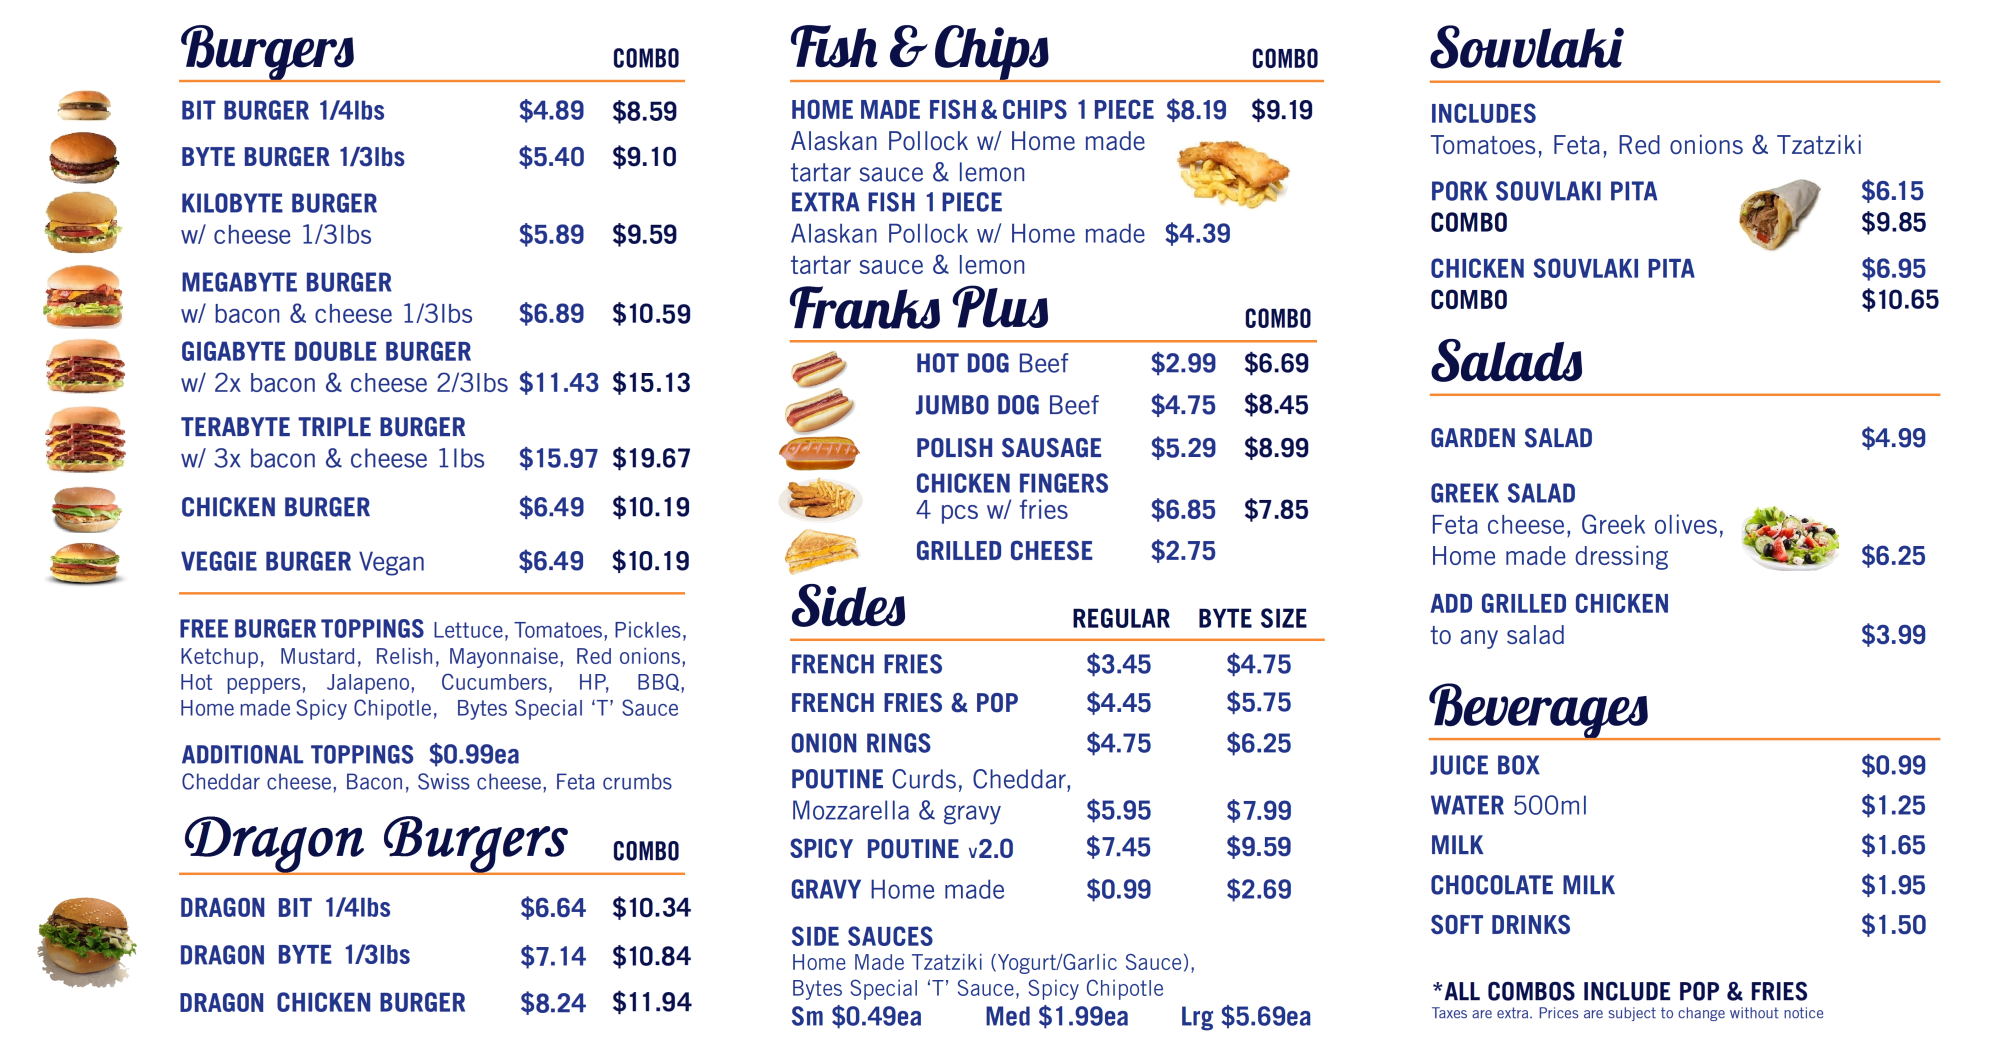 Burgers COMBO
BIT BURGER 1/4lbs $4.89 $8.59
BYTE BURGER 1/3lbs $5.40 $9.10
KILOBYTE BURGER
w/ cheese 1/3lbs $5.89 $9.59
MEGABYTE BURGER
w/ bacon & cheese 1/3lbs $6.89 $10.59
GIGABYTE DOUBLE BURGER
w/ 2x bacon & cheese 2/3lbs $11.43 $15.13
TERABYTE TRIPLE BURGER
w/ 3x bacon & cheese 1lbs $15.97 $19.67
CHICKEN BURGER $6.49 $10.19
VEGGIE BURGER Vegan $6.49 $10.19
FREE BURGER TOPPINGS Lettuce, Tomatoes, Pickles,
Ketchup, Mustard, Relish, Mayonnaise, Red onions,
Hot peppers, Jalapeno, Cucumbers, HP, BBQ,
Home made Spicy Chipotle, Bytes Special ‘T’ Sauce
ADDITIONAL TOPPINGS $0.99ea
Cheddar cheese, Bacon, Swiss cheese, Feta crumbs
Dragon Burgers COMBO
DRAGON BIT 1/4lbs $6.64 $10.34
DRAGON BYTE 1/3lbs $7.14 $10.84
DRAGON CHICKEN BURGER $8.24 $11.94
Fish & Chips COMBO
HOME MADE FISH & CHIPS 1 PIECE $8.19 $9.19
Alaskan Pollock w/ Home made
tartar sauce & lemon
EXTRA FISH 1 PIECE
Alaskan Pollock w/ Home made $4.39
tartar sauce & lemon
Franks Plus COMBO
HOT DOG Beef $2.99 $6.69
JUMBO DOG Beef $4.75 $8.45
POLISH SAUSAGE $5.29 $8.99
CHICKEN FINGERS
4 pcs w/ fries $6.85 $7.85
GRILLED CHEESE $2.75
Sides REGULAR BYTE SIZE
FRENCH FRIES $3.45 $4.75
FRENCH FRIES & POP $4.45 $5.75
ONION RINGS $4.75 $6.25
POUTINE Curds, Cheddar,
Mozzarella & gravy $5.95 $7.99
SPICY POUTINE v2.0 $7.45 $9.59
GRAVY Home made $0.99 $2.69
SIDE SAUCES
Home Made Tzatziki (Yogurt/Garlic Sauce),
Bytes Special ‘T’ Sauce, Spicy Chipotle
Sm $0.49ea Med $1.99ea Lrg $5.69ea
Souvlaki
INCLUDES
Tomatoes, Feta, Red onions & Tzatziki
PORK SOUVLAKI PITA $6.15
COMBO $9.85
CHICKEN SOUVLAKI PITA $6.95
COMBO $10.65
Salads
GARDEN SALAD $4.99
GREEK SALAD
Feta cheese, Greek olives,
Home made dressing $6.25
ADD GRILLED CHICKEN
to any salad $3.99
Beverages
JUICE BOX $0.99
WATER 500ml $1.25
MILK $1.65
CHOCOLATE MILK $1.95
SOFT DRINKS $1.50
*ALL COMBOS INCLUDE POP & FRIES
Taxes are extra. Prices are subject to change without notice